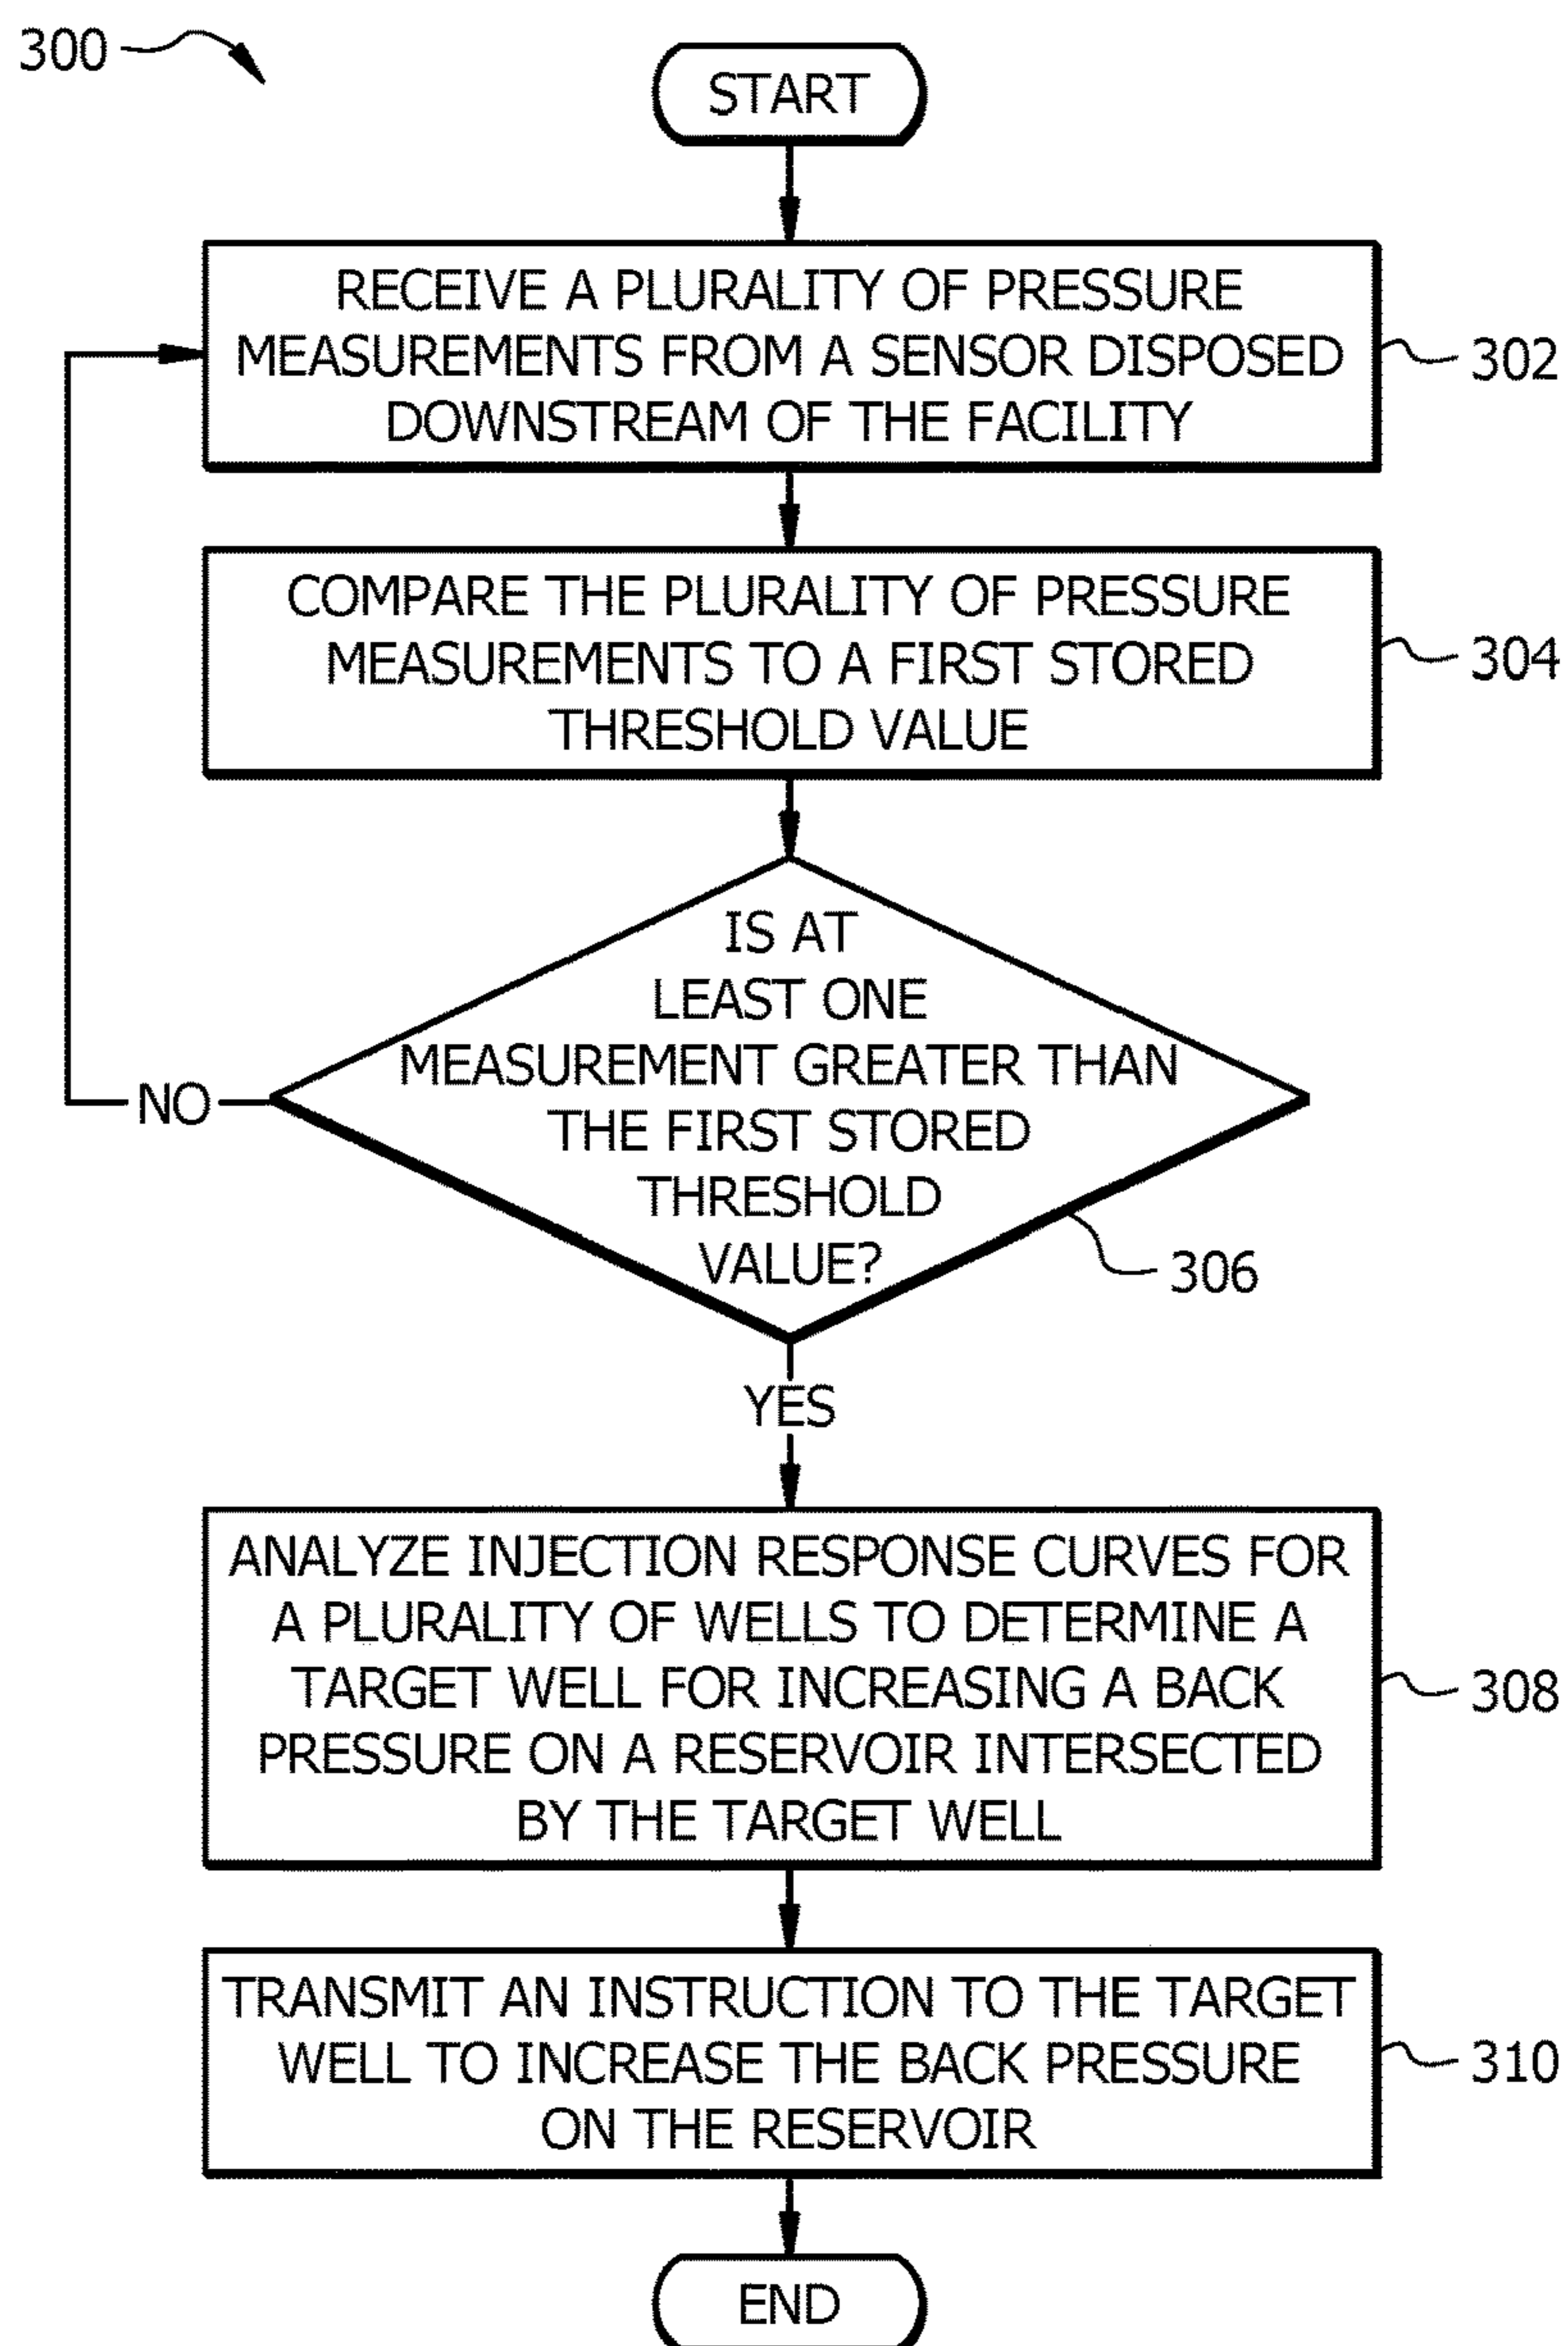 300
START
RECEIVE A PLURALITY OF PRESSURE
MEASUREMENTS FROM A SENSOR DISPOSED
DOWNSTREAM OF THE FACILITY
302
COMPARE THE PLURALITY OF PRESSURE
MEASUREMENTS TO A FIRST STORED
THRESHOLD VALUE
304
IS AT
LEAST ONE
MEASUREMENT GREATER THAN
THE FIRST STORED
THRESHOLD
VALUE?
NO
306
YES
ANALYZE INJECTION RESPONSE CURVES FOR
A PLURALITY OF WELLS TO DETERMINE A
TARGET WELL FOR INCREASING A BACK
PRESSURE ON A RESERVOIR INTERSECTED
BY THE TARGET WELL
308
TRANSMIT AN INSTRUCTION TO THE TARGET
WELL TO INCREASE THE BACK PRESSURE
ON THE RESERVOIR
310
END